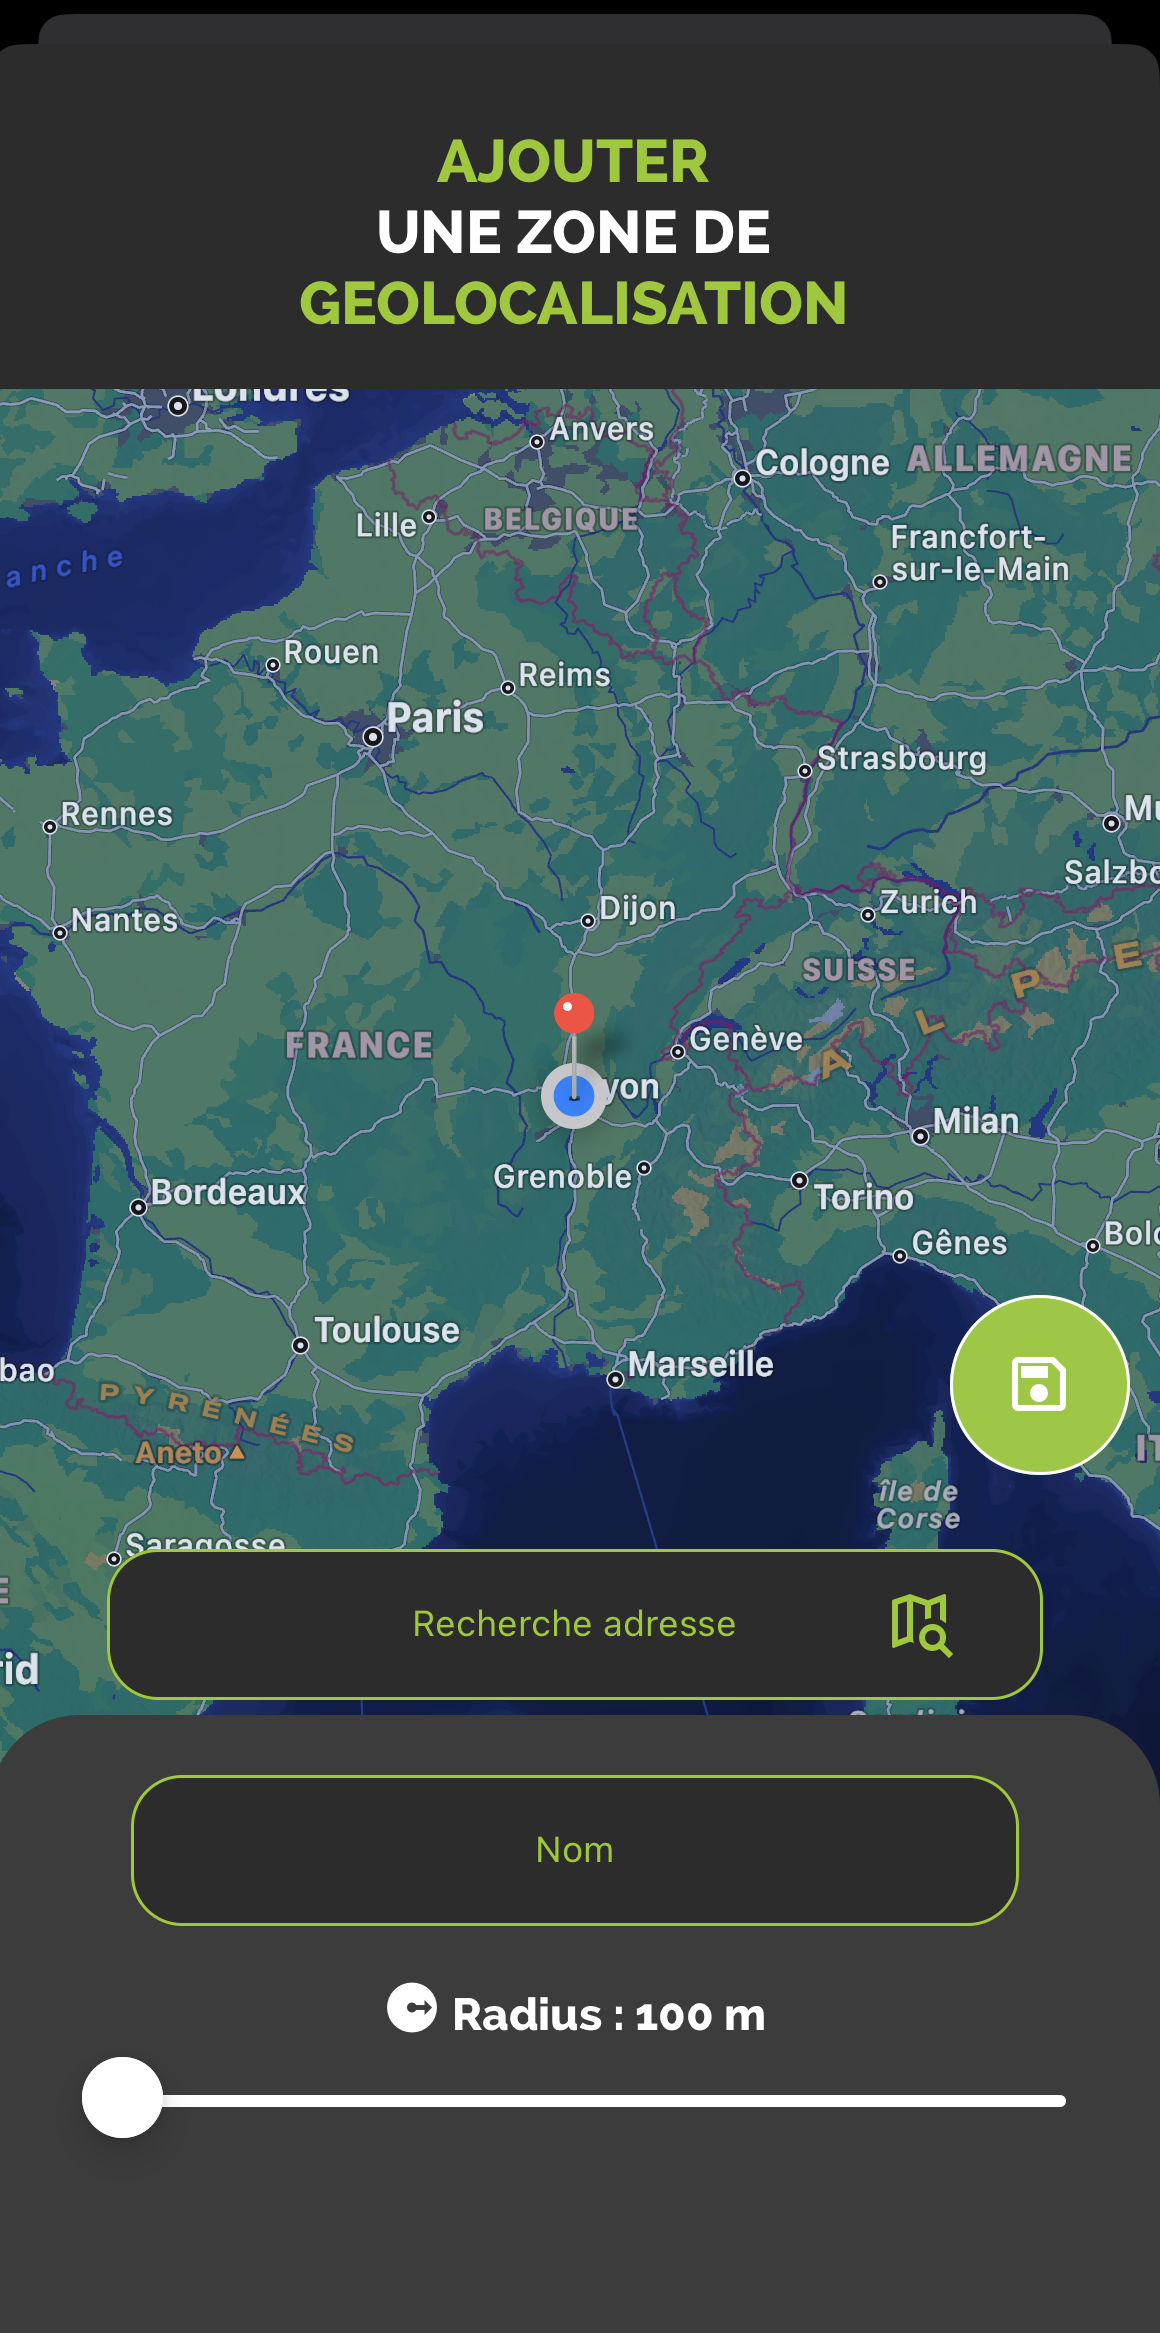 AJOUTER
UNE ZONE DE
GEOLOCALISATION
Londres
Anvers
Cologne
ALLEMAGNE
Lille
BELGIQUE
Francfort-
sur-le-Main
anche
Rouen
Reims
Paris
Strasbourg
Rennes
Mu
Salzbo
Nantes
Dijon
Zurich
SUISSE
ALPE
FRANCE
Genève
yon
Milan
Grenoble
Torino
Bordeaux
Gênes
Bolo
Toulouse
Marseille
bao
PYRÉNÉES
Aneto
IT
île de
Corse
Saragosse
E
rid
Recherche adresse
Nom
Radius : 100 m